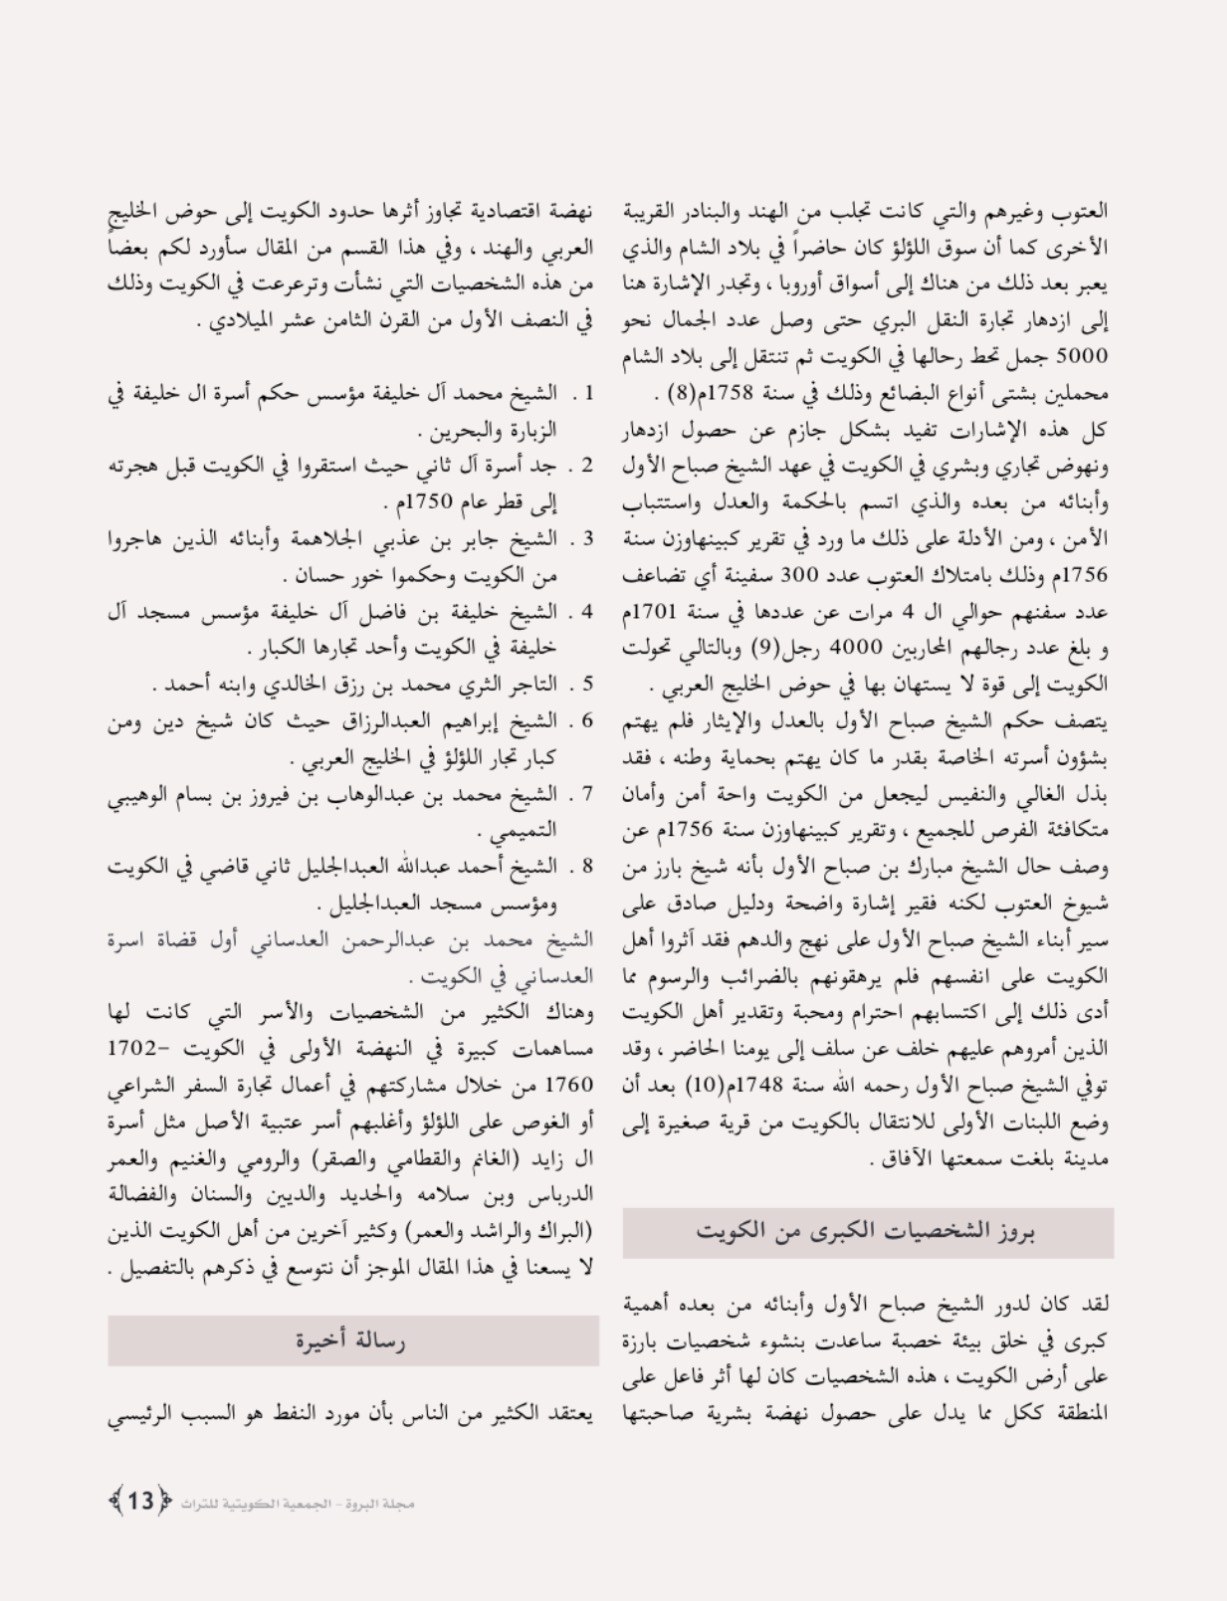 العتوب وغيرهم والتي كانت تجلب من الهند والبنادر القريبة
الأخرى كما أن سوق اللؤلؤ كان حاضراً في بلاد الشام والذي
يعبر بعد ذلك من هناك إلى أسواق أوروبا ، وتجدر الإشارة هنا
إلى ازدهار تجارة النقل البري حتى وصل عدد الجمال نحو
5000 جمل تحط رحالها في الكويت ثم تنتقل إلى بلاد الشام
محملين بشتى أنواع البضائع وذلك في سنة 1758م(8) .
كل هذه الإشارات تفيد بشكل جازم عن حصول ازدهار
ونهوض تجاري وبشري في الكويت في عهد الشيخ صباح الأول
وأبنائه من بعده والذي اتسم بالحكمة والعدل واستتباب
الأمن ، ومن الأدلة على ذلك ما ورد في تقرير كبينهاوزن سنة
1756م وذلك بامتلاك العتوب عدد 300 سفينة أي تضاعف
عدد سفنهم حوالي ال 4 مرات عن عددها في سنة 1701م
و بلغ عدد رجالهم المحاربين 4000 رجل(9) وبالتالي تحولت
الكويت إلى قوة لا يستهان بها في حوض الخليج العربي .
يتصف حكم الشيخ صباح الأول بالعدل والإيثار فلم يهتم
بشؤون أسرته الخاصة بقدر ما كان يهتم بحماية وطنه ، فقد
بذل الغالي والنفيس ليجعل من الكويت واحة أمن وأمان
متكافئة الفرص للجميع ، وتقرير كبينهاوزن سنة 1756م عن
وصف حال الشيخ مبارك بن صباح الأول بأنه شيخ بارز من
شيوخ العتوب لكنه فقير إشارة واضحة ودليل صادق على
سير أبناء الشيخ صباح الأول على نهج والدهم فقد آثروا أهل
الكويت على انفسهم فلم يرهقونهم بالضرائب والرسوم مما
أدى ذلك إلى اكتسابهم احترام ومحبة وتقدير أهل الكويت
الذين أمروهم عليهم خلف عن سلف إلى يومنا الحاضر ، وقد
توفي الشيخ صباح الأول رحمه الله سنة 1748م(10) بعد أن
وضع اللبنات الأولى للانتقال بالكويت من قرية صغيرة إلى
مدينة بلغت سمعتها الآفاق .
بروز الشخصيات الكبرى من الكويت
لقد كان لدور الشيخ صباح الأول وأبنائه من بعده أهمية
كبرى في خلق بيئة خصبة ساعدت بنشوء شخصيات بارزة
على أرض الكويت ، هذه الشخصيات كان لها أثر فاعل على
المنطقة ككل مما يدل على حصول نهضة بشرية صاحبتها
نهضة اقتصادية تجاوز أثرها حدود الكويت إلى حوض الخليج
العربي والهند ، وفي هذا القسم من المقال سأورد لكم بعضاً
من هذه الشخصيات التي نشأت وترعرعت في الكويت وذلك
في النصف الأول من القرن الثامن عشر الميلادي .
1 . الشيخ محمد آل خليفة مؤسس حكم أسرة ال خليفة في
الزبارة والبحرين .
2 . جد أسرة آل ثاني حيث استقروا في الكويت قبل هجرته
إلى قطر عام 1750م .
3 . الشيخ جابر بن عذبي الجلاهمة وأبنائه الذين هاجروا
من الكويت وحكموا خور حسان .
4 . الشيخ خليفة بن فاضل آل خليفة مؤسس مسجد آل
خليفة في الكويت وأحد تجارها الكبار .
5 . التاجر الثري محمد بن رزق الخالدي وابنه أحمد .
6 . الشيخ إبراهيم العبدالرزاق حيث كان شيخ دين ومن
كبار تجار اللؤلؤ في الخليج العربي .
7 . الشيخ محمد بن عبدالوهاب بن فيروز بن بسام الوهيبي
التميمي .
8 . الشيخ أحمد عبدالله العبدالجليل ثاني قاضي في الكويت
ومؤسس مسجد العبدالجليل .
الشيخ محمد بن عبدالرحمن العدساني أول قضاة اسرة
العدساني في الكويت .
وهناك الكثير من الشخصيات والأسر التي كانت لها
مساهمات كبيرة في النهضة الأولى في الكويت 1702–
1760 من خلال مشاركتهم في أعمال تجارة السفر الشراعي
أو الغوص على اللؤلؤ وأغلبهم أسر عتبية الأصل مثل أسرة
ال زايد (الغانم والقطامي والصقر) والرومي والغنيم والعمر
الدرباس وبن سلامه والحديد والديين والسنان والفضالة
(البراك والراشد والعمر) وكثير آخرين من أهل الكويت الذين
لا يسعنا في هذا المقال الموجز أن نتوسع في ذكرهم بالتفصيل .
رسالة أخيرة
يعتقد الكثير من الناس بأن مورد النفط هو السبب الرئيسي
مجلة البروة - الجمعية الكويتية للتراث 13